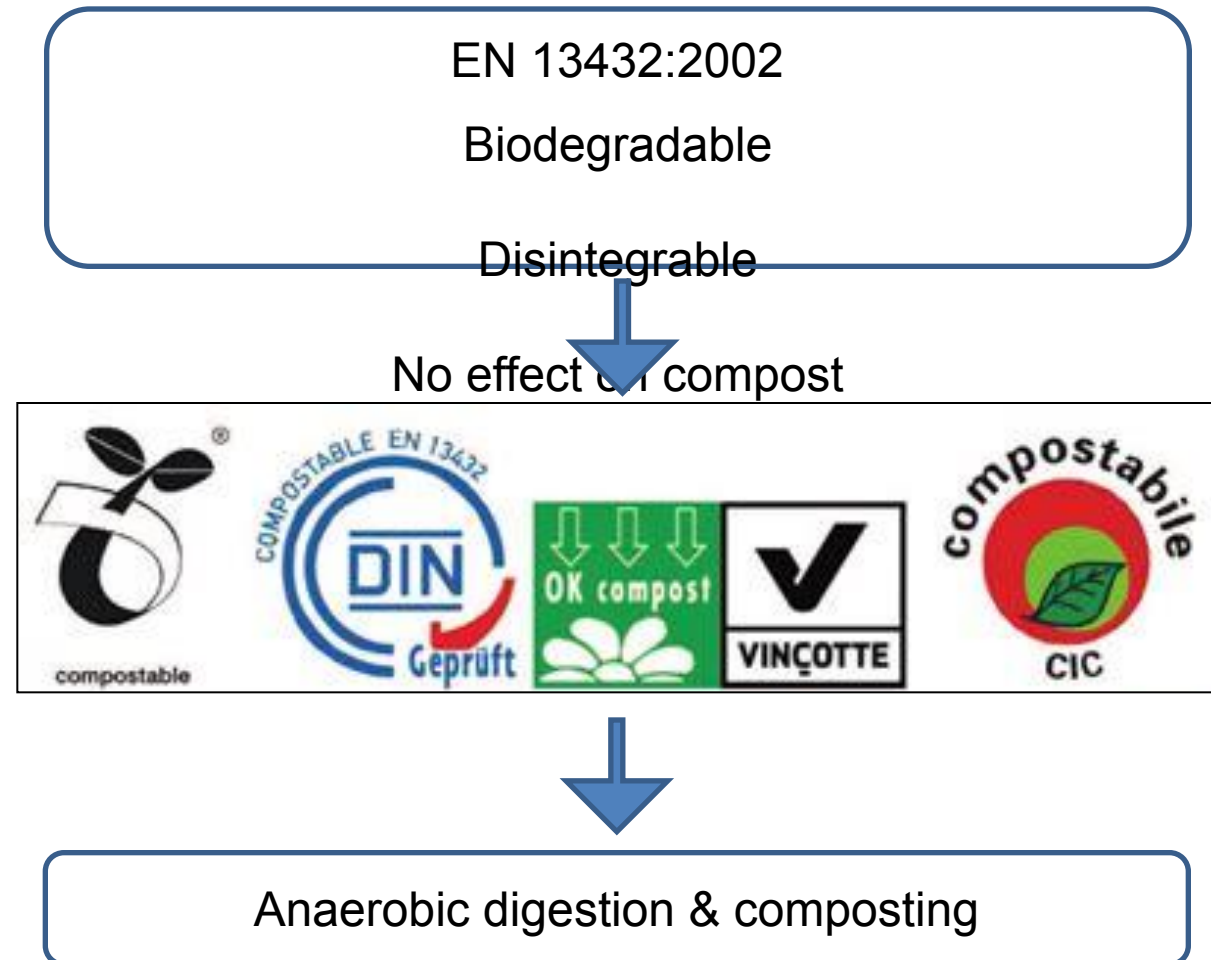 EN 13432:2002
Biodegradable
Disintegrable
No effect on compost
®
compostable
COMPOSTABLE EN 13432
DIN
Geprüft
OK compost
VINÇOTTE
compostabile
CIC
Anaerobic digestion & composting